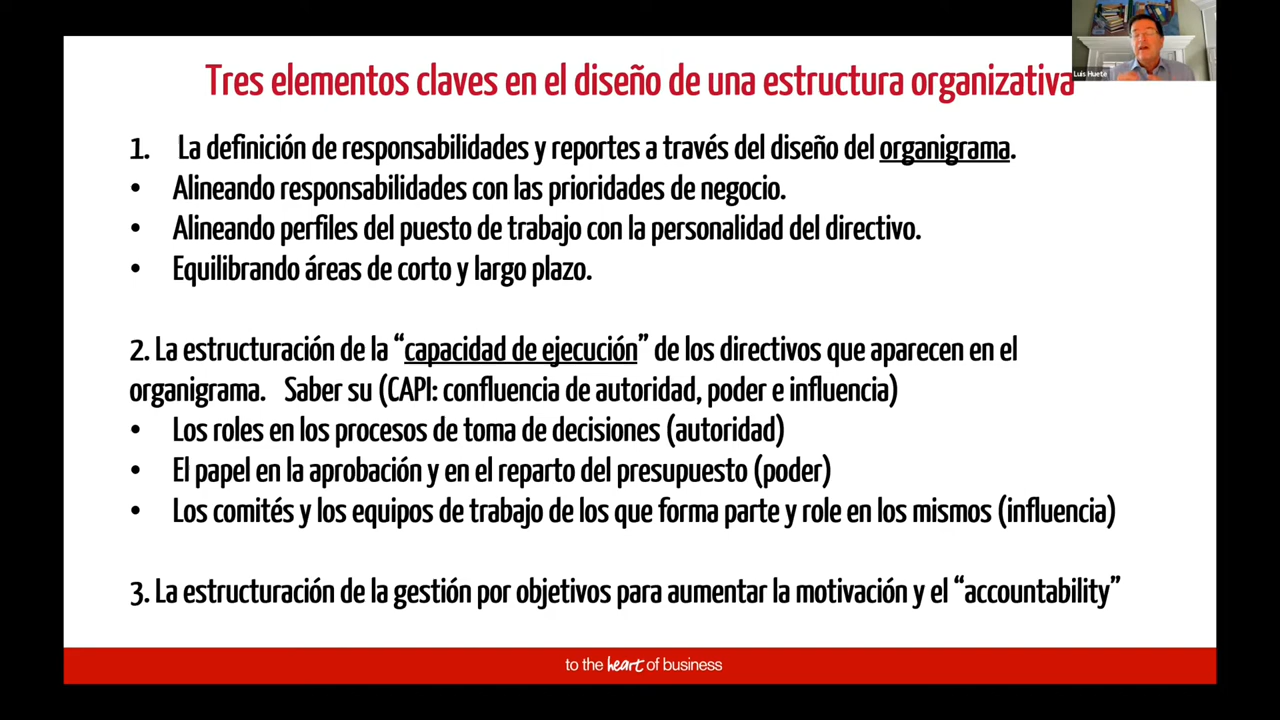 Luis Huete
Tres elementos claves en el diseño de una estructura organizativa
1. La definición de responsabilidades y reportes a través del diseño del organigrama.
• Alineando responsabilidades con las prioridades de negocio.
• Alineando perfiles del puesto de trabajo con la personalidad del directivo.
• Equilibrando áreas de corto y largo plazo.
2. La estructuración de la “capacidad de ejecución” de los directivos que aparecen en el
organigrama. Saber su (CAPI: confluencia de autoridad, poder e influencia)
• Los roles en los procesos de toma de decisiones (autoridad)
• El papel en la aprobación y en el reparto del presupuesto (poder)
• Los comités y los equipos de trabajo de los que forma parte y role en los mismos (influencia)
3. La estructuración de la gestión por objetivos para aumentar la motivación y el “accountability”
to the heart of business